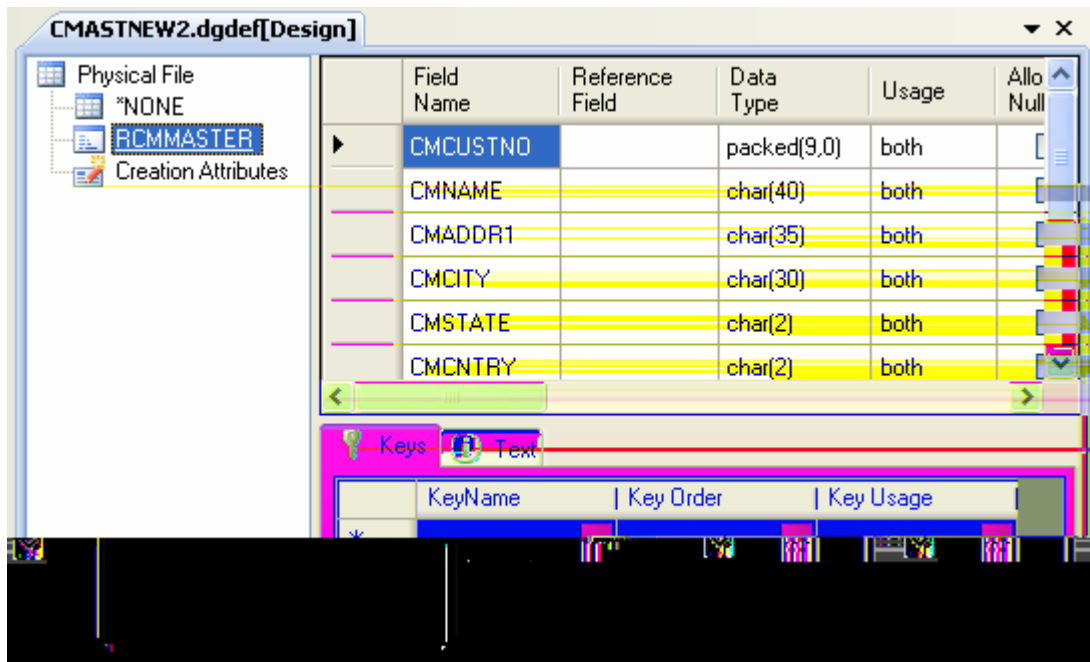 CMASTNEW2.dgdef[Design]
Physical File
*NONE
RCMMASTER
Creation Attributes
Field Name Reference Field Data Type Usage Allo Null
CMCUSTNO packed(9,0) both
CMNAME char(40) both
CMADDR1 char(35) both
CMCITY char(30) both
CMSTATE char(2) both
CMCNTRY char(2) both
Keys Text
KeyName Key Order Key Usage
*